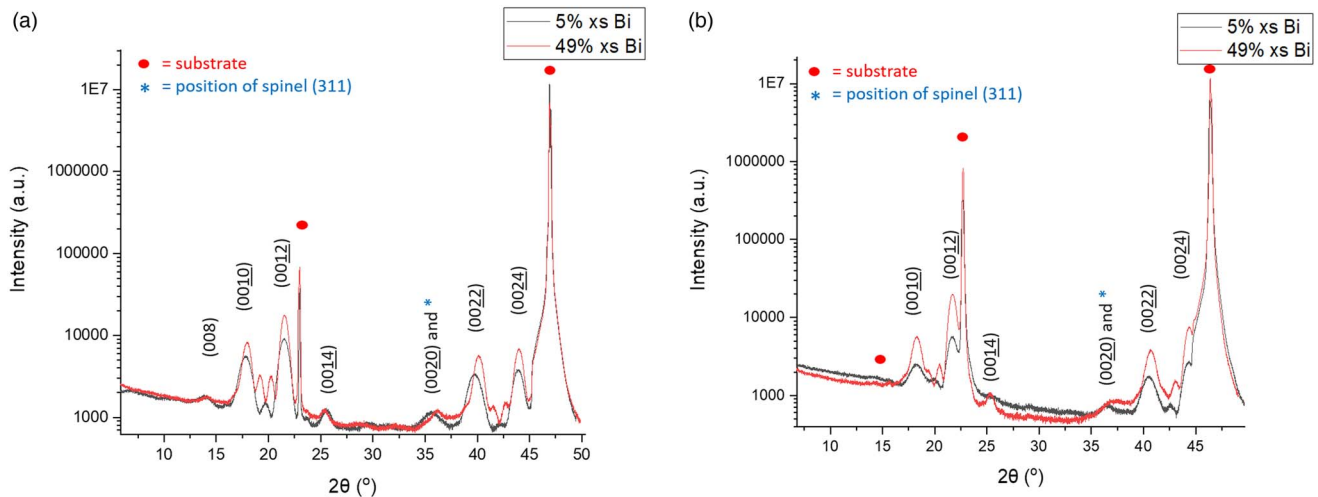 (a)
5% xs Bi
49% xs Bi
= substrate
* = position of spinel (311)
1E7
1000000
100000
10000
1000
Intensity (a.u.)
(008)
(0010)
(0012)
(0014)
(0020) and *
(0022)
(0024)
10 15 20 25 30 35 40 45 50
2θ (°)
(b)
5% xs Bi
49% xs Bi
= substrate
* = position of spinel (311)
1E7
1000000
100000
10000
1000
Intensity (a.u.)
(0010)
(0012)
(0014)
(0020) and *
(0022)
(0024)
10 15 20 25 30 35 40 45
2θ (°)